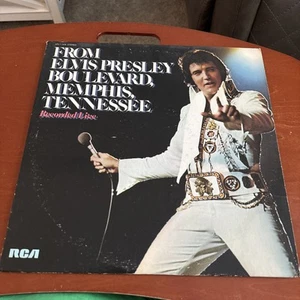 FROM
ELVIS PRESLEY
BOULEVARD,
MEMPHIS,
TENNESSEE
Recorded Live
RCA